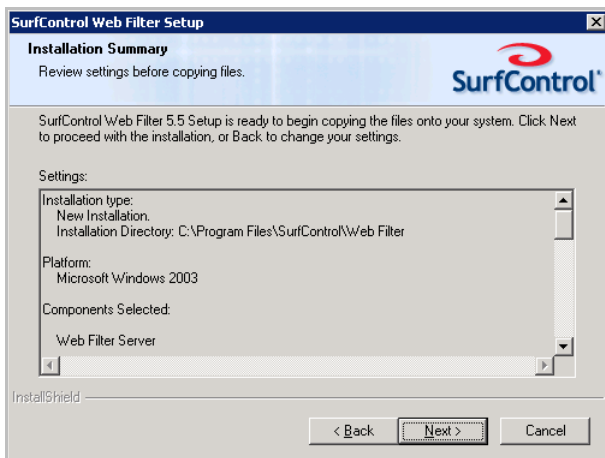 SurfControl Web Filter Setup
Installation Summary
Review settings before copying files.
SurfControl
SurfControl Web Filter 5.5 Setup is ready to begin copying the files onto your system. Click Next
to proceed with the installation, or Back to change your settings.
Settings:
Installation type:
New Installation.
Installation Directory: C:\Program Files\SurfControl\Web Filter
Platform:
Microsoft Windows 2003
Components Selected:
Web Filter Server
InstallShield
< Back Next > Cancel